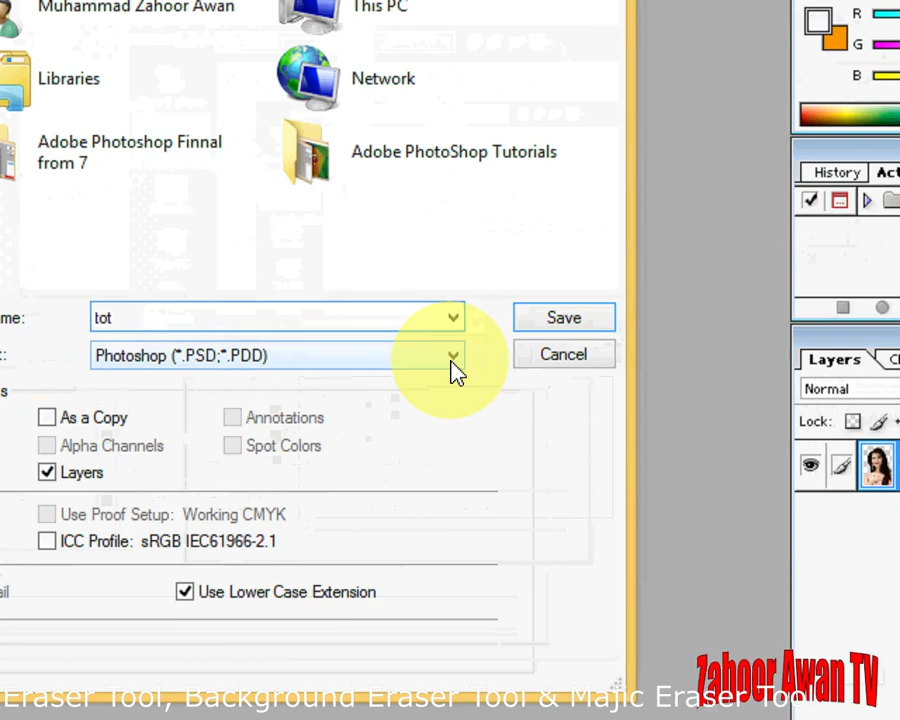 Muhammad Zahoor Awan
This PC
Libraries
Network
Adobe Photoshop Finnal
from 7
Adobe PhotoShop Tutorials
me:
tot
Save
Photoshop (*.PSD;*.PDD)
Cancel
s
As a Copy
Annotations
Alpha Channels
Spot Colors
Layers
Use Proof Setup: Working CMYK
ICC Profile: sRGB IEC61966-2.1
il
Use Lower Case Extension
R
G
B
History
Act
Layers
C
Normal
Lock:
Zahoor Awan TV
Eraser Tool, Background Eraser Tool & Majic Eraser Tool